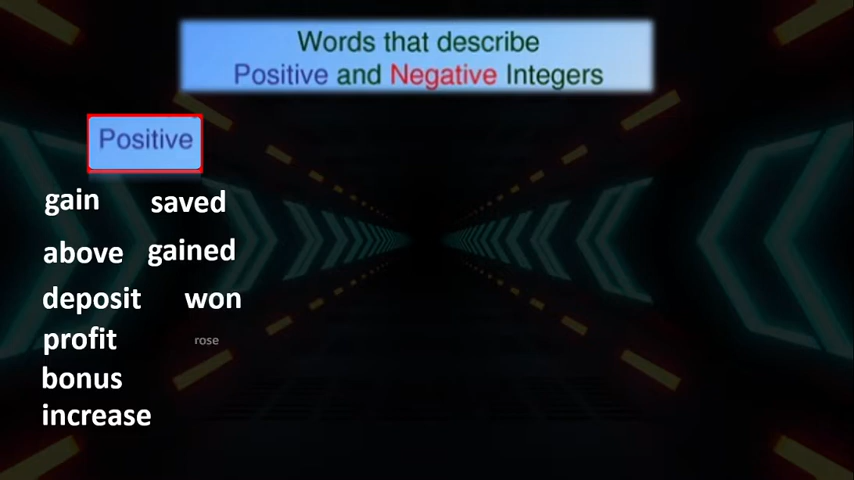 Words that describe
Positive and Negative Integers
Positive
gain saved
above gained
deposit won
profit rose
bonus
increase